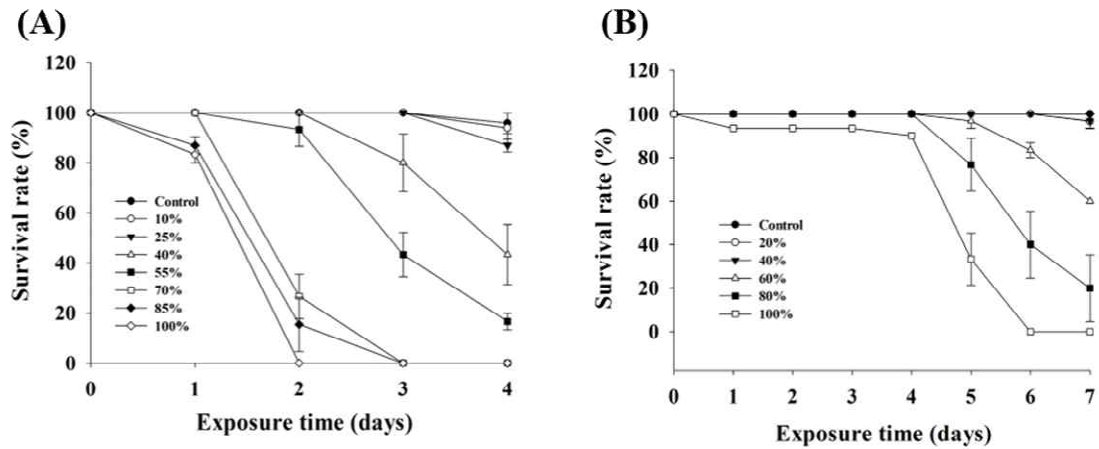 (A)
120
100
80
60
40
20
0
Survival rate (%)
Control
10%
25%
40%
55%
70%
85%
100%
0 1 2 3 4
Exposure time (days)
(B)
120
100
80
60
40
20
0
Survival rate (%)
Control
20%
40%
60%
80%
100%
0 1 2 3 4 5 6 7
Exposure time (days)